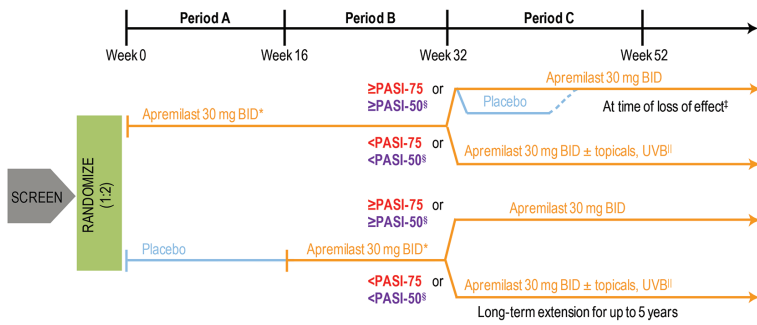 Period A Period B Period C
Week 0 Week 16 Week 32 Week 52
SCREEN
RANDOMIZE
(1:2)
Apremilast 30 mg BID*
≥PASI-75 or
≥PASI-50§
Apremilast 30 mg BID
Placebo
At time of loss of effect‡
<PASI-75 or
<PASI-50§
Apremilast 30 mg BID ± topicals, UVB||
Placebo
Apremilast 30 mg BID*
≥PASI-75 or
≥PASI-50§
Apremilast 30 mg BID
<PASI-75 or
<PASI-50§
Apremilast 30 mg BID ± topicals, UVB||
Long-term extension for up to 5 years